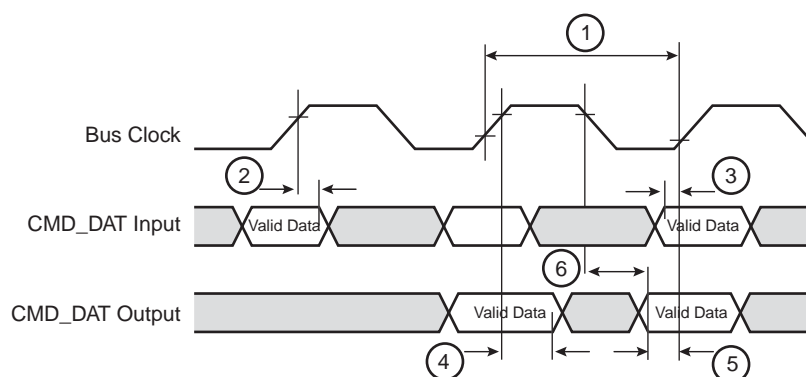 1
Bus Clock
2
3
CMD_DAT Input
Valid Data
Valid Data
6
CMD_DAT Output
Valid Data
Valid Data
4
5